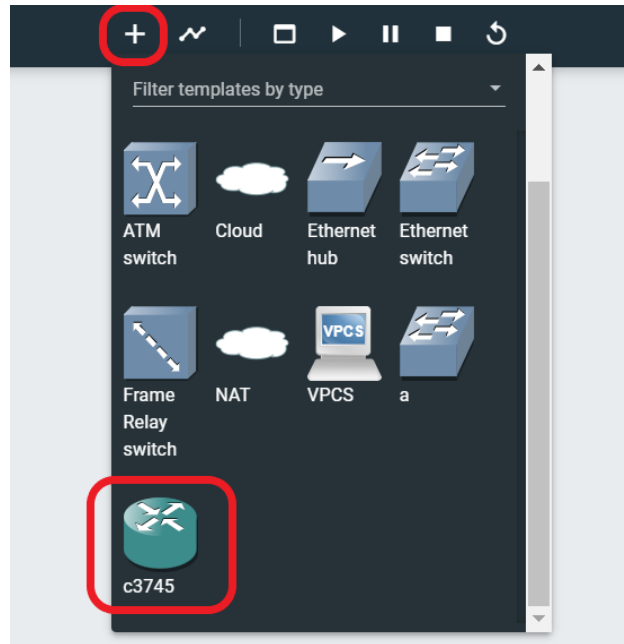 Filter templates by type
ATM
switch
Cloud
Ethernet
hub
Ethernet
switch
VPCS
Frame
Relay
switch
NAT
VPCS
a
c3745